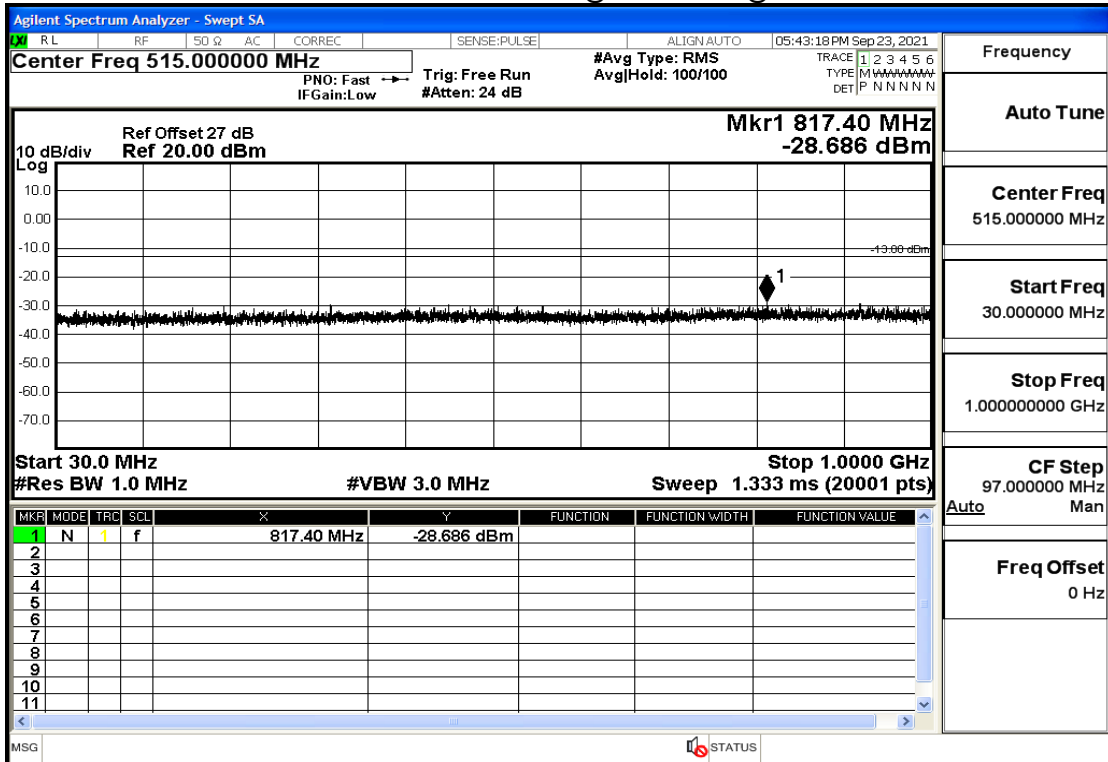 Agilent Spectrum Analyzer - Swept SA
LXI RL RF 50 Ω AC CORREC SENSE:PULSE ALIGN AUTO 05:43:18 PM Sep 23, 2021
Center Freq 515.000000 MHz #Avg Type: RMS TRACE 1 2 3 4 5 6
PNO: Fast Trig: Free Run Avg|Hold: 100/100 TYPE M WWWWW
IFGain:Low #Atten: 24 dB DET P N N N N N
Mkr1 817.40 MHz
Ref Offset 27 dB
10 dB/div Ref 20.00 dBm -28.686 dBm
Log
10.0
0.00
-10.0
-13.00 dBm
-20.0
1
-30.0
-40.0
-50.0
-60.0
-70.0
Start 30.0 MHz Stop 1.0000 GHz
#Res BW 1.0 MHz #VBW 3.0 MHz Sweep 1.333 ms (20001 pts)
MKR MODE TRC SCL X Y FUNCTION FUNCTION WIDTH FUNCTION VALUE
1 N 1 f 817.40 MHz -28.686 dBm
2
3
4
5
6
7
8
9
10
11
MSG STATUS
Frequency
Auto Tune
Center Freq
515.000000 MHz
Start Freq
30.000000 MHz
Stop Freq
1.000000000 GHz
CF Step
97.000000 MHz
Auto Man
Freq Offset
0 Hz